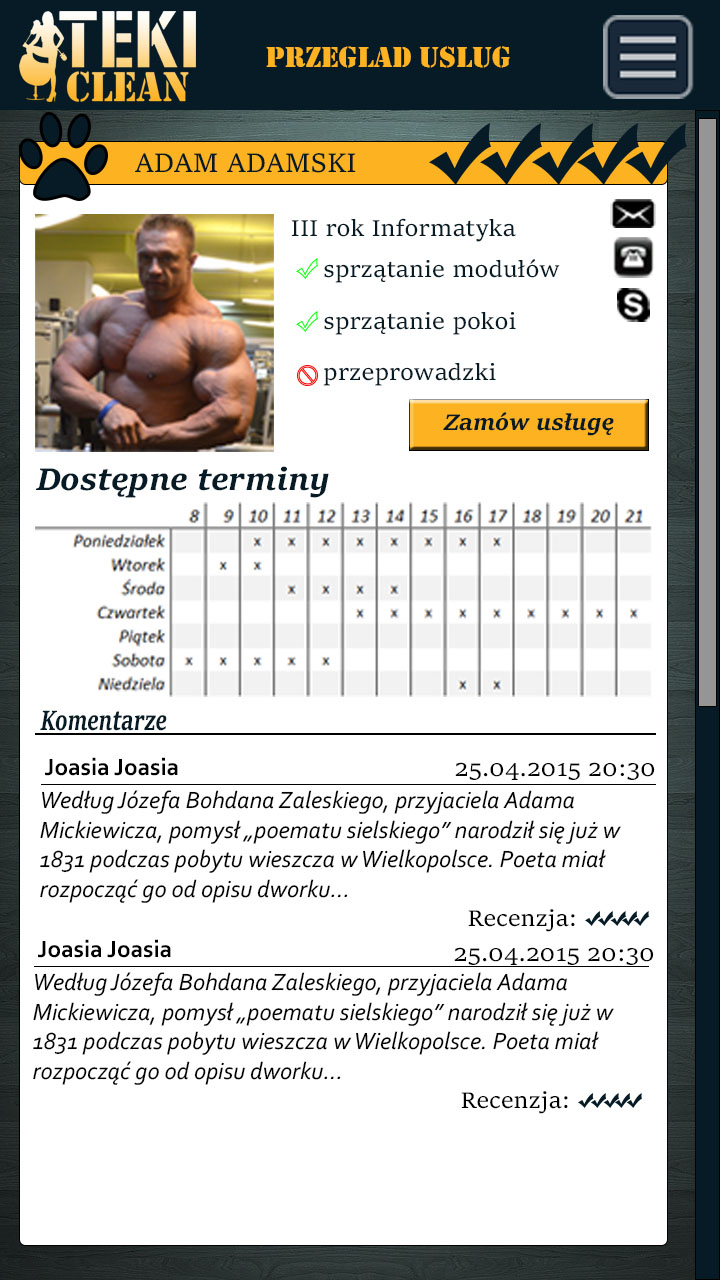 TEKI
CLEAN
PRZEGLAD USLUG
ADAM ADAMSKI
III rok Informatyka
sprzątanie modułów
sprzątanie pokoi
przeprowadzki
S
Zamów usługę
Dostępne terminy
8 9 10 11 12 13 14 15 16 17 18 19 20 21
Poniedziałek x x x x x x x x
Wtorek x x
Środa x x x x
Czwartek x x x x x x x x x
Piątek
Sobota x x x x x
Niedziela x x
Komentarze
Joasia Joasia 25.04.2015 20:30
Według Józefa Bohdana Zaleskiego, przyjaciela Adama
Mickiewicza, pomysł „poematu sielskiego” narodził się już w
1831 podczas pobytu wieszcza w Wielkopolsce. Poeta miał
rozpocząć go od opisu dworku...
Recenzja:
Joasia Joasia 25.04.2015 20:30
Według Józefa Bohdana Zaleskiego, przyjaciela Adama
Mickiewicza, pomysł „poematu sielskiego” narodził się już w
1831 podczas pobytu wieszcza w Wielkopolsce. Poeta miał
rozpocząć go od opisu dworku...
Recenzja: